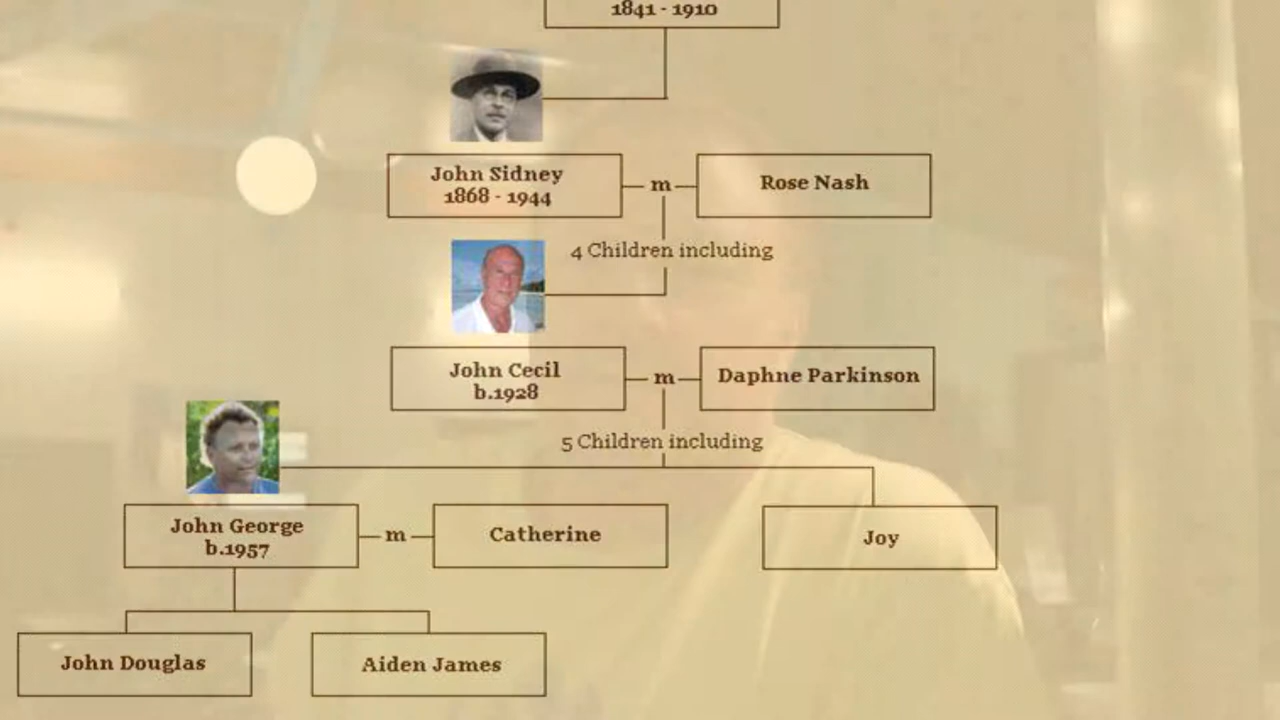 1841 - 1910
John Sidney
1868 - 1944
m
Rose Nash
4 Children including
John Cecil
b.1928
m
Daphne Parkinson
5 Children including
John George
b.1957
m
Catherine
Joy
John Douglas
Aiden James